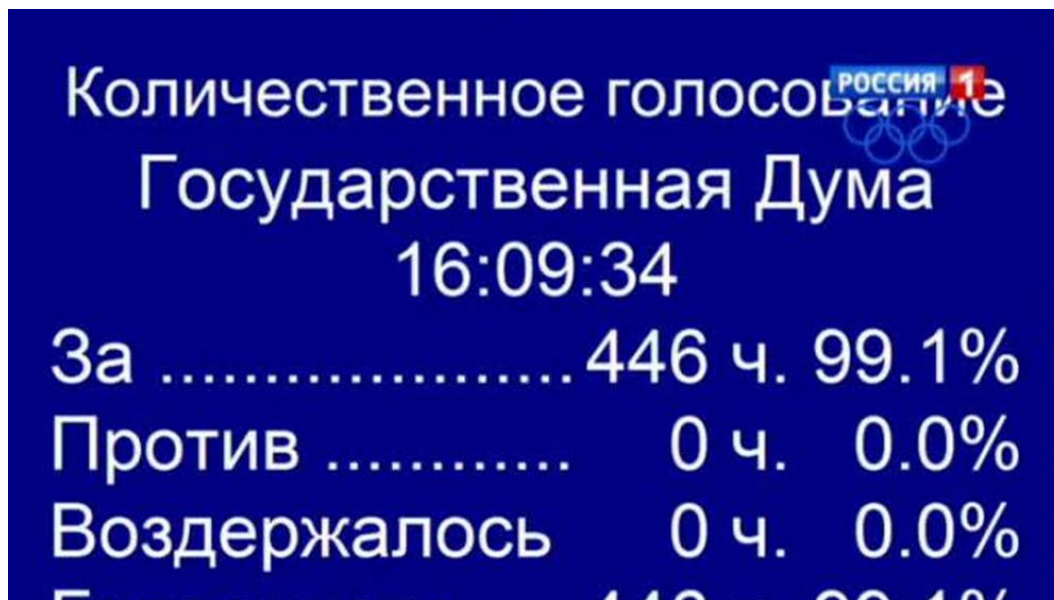 РОССИЯ 1
Количественное голосование
Государственная Дума
16:09:34
За .................... 446 ч. 99.1%
Против ............ 0 ч. 0.0%
Воздержалось 0 ч. 0.0%